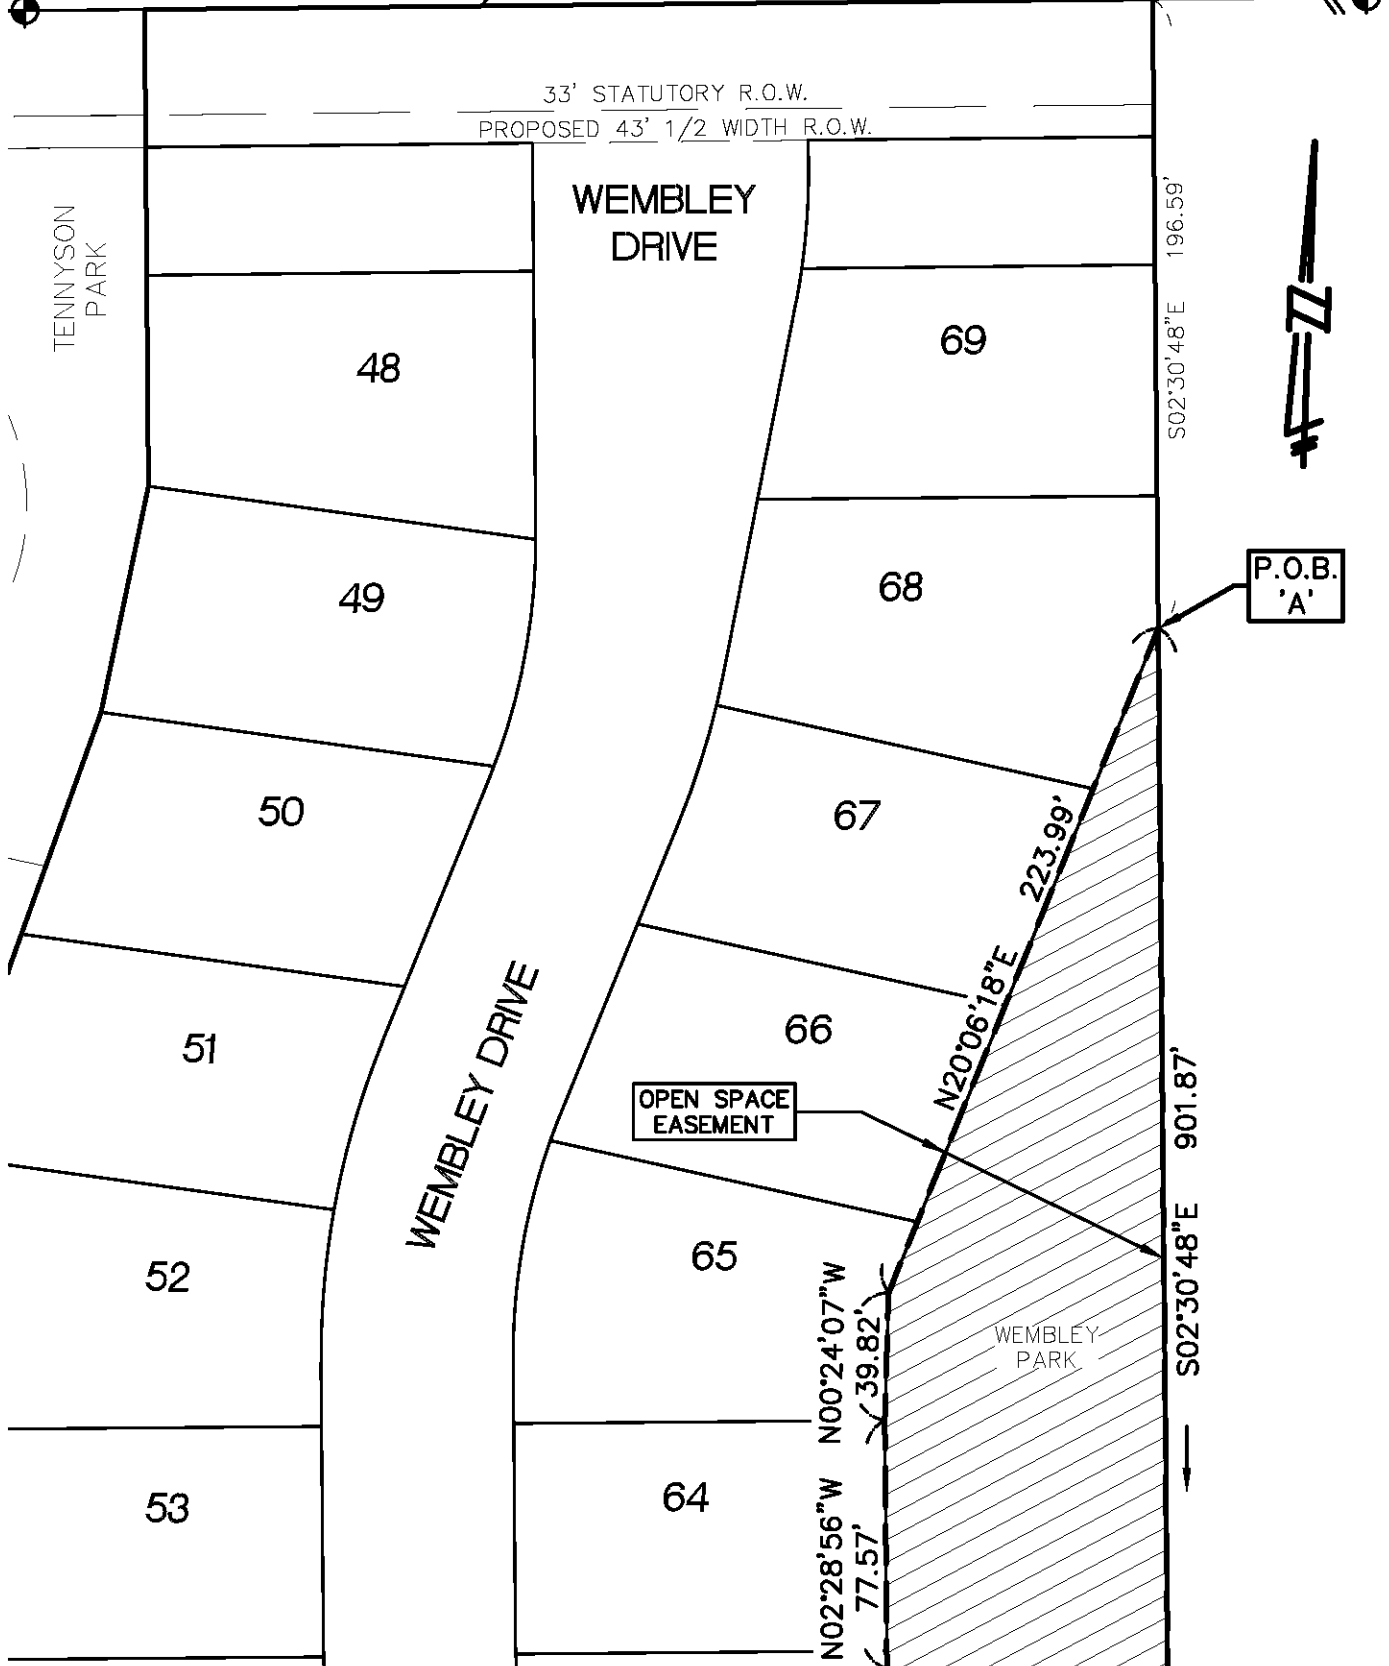 33' STATUTORY R.O.W.
PROPOSED 43' 1/2 WIDTH R.O.W.
WEMBLEY
DRIVE
TENNYSON
PARK
196.59'
S02°30'48"E
N
48
69
49
68
P.O.B.
'A'
50
67
223.99'
N20°06'18"E
51
66
WEMBLEY DRIVE
OPEN SPACE
EASEMENT
901.87'
S02°30'48"E
52
65
N00°24'07"W
39.82'
WEMBLEY
PARK
53
64
N02°28'56"W
77.57'